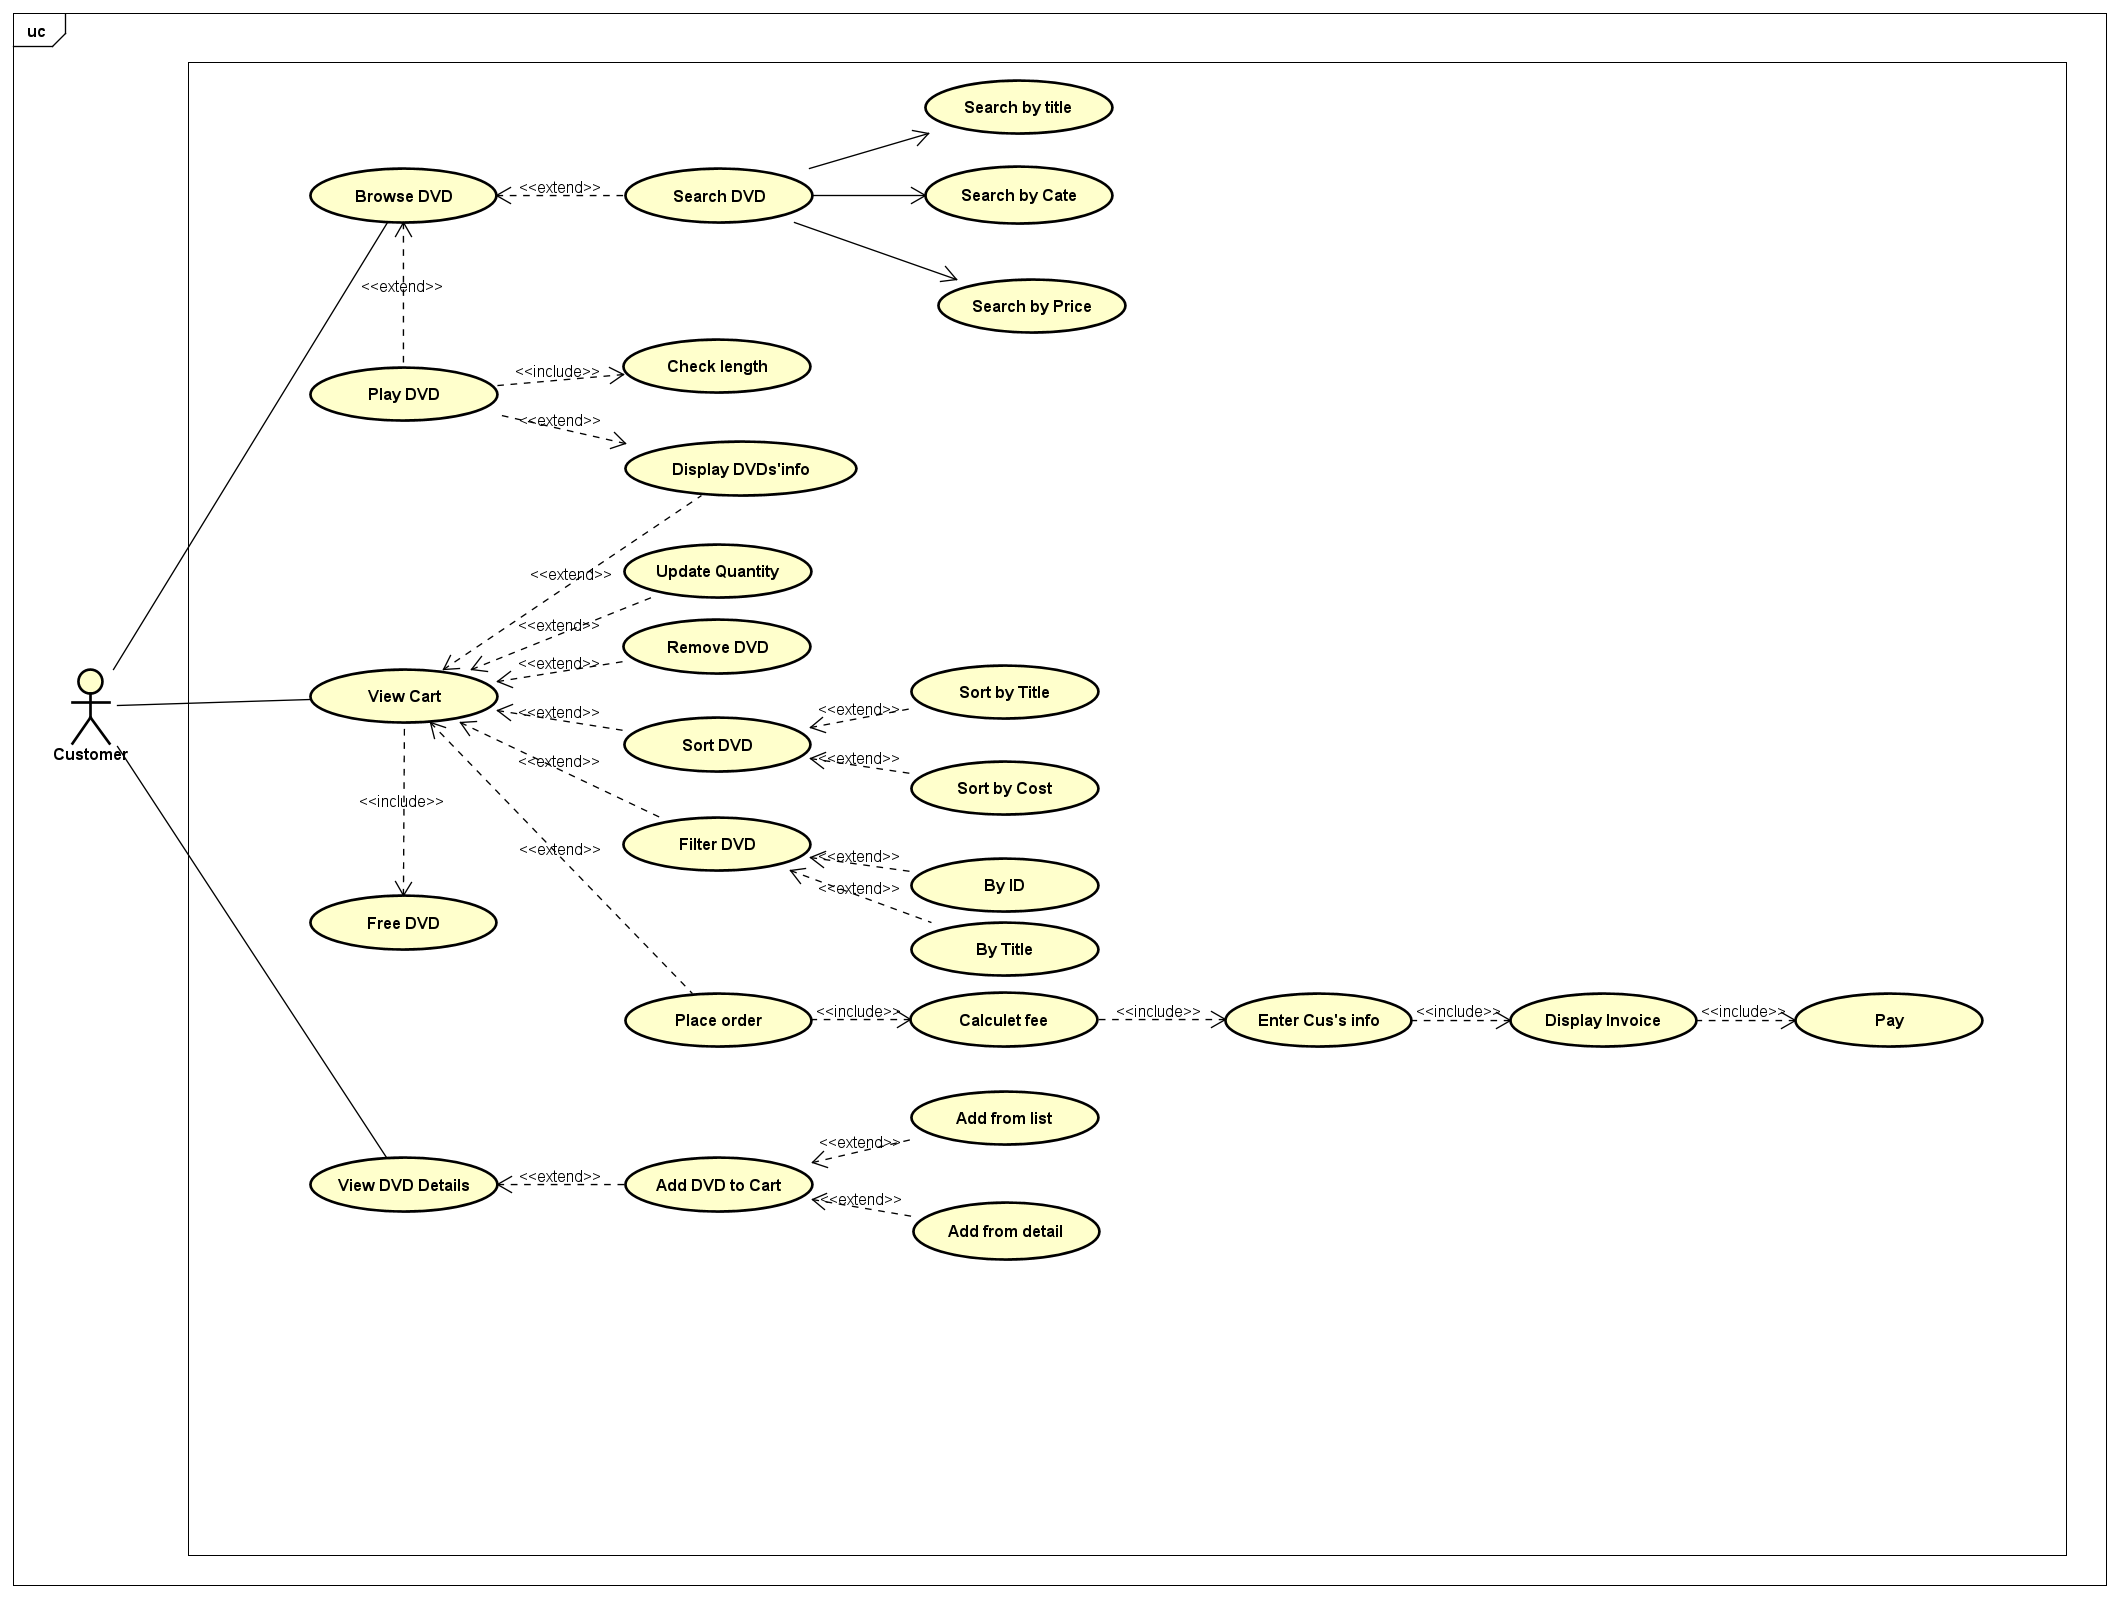 uc
Search by title
Browse DVD
<<extend>>
Search DVD
Search by Cate
<<extend>>
Search by Price
Play DVD
<<include>>
Check length
<<extend>>
Display DVDs'info
<<extend>>
Update Quantity
<<extend>>
Remove DVD
<<extend>>
Customer
View Cart
<<extend>>
Sort DVD
<<extend>>
Sort by Title
<<extend>>
Sort by Cost
<<extend>>
<<include>>
Filter DVD
<<extend>>
By ID
<<extend>>
By Title
<<extend>>
Free DVD
Place order
<<include>>
Calculet fee
<<include>>
Enter Cus's info
<<include>>
Display Invoice
<<include>>
Pay
Add from list
<<extend>>
View DVD Details
<<extend>>
Add DVD to Cart
<<extend>>
Add from detail